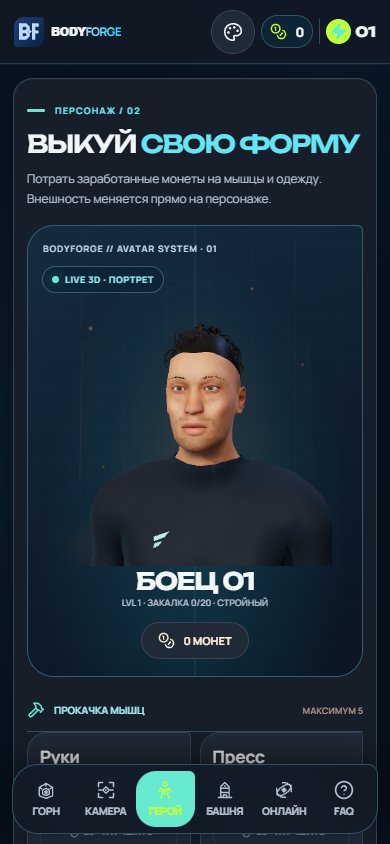 BF BODYFORGE 0 01
ПЕРСОНАЖ / 02
ВЫКУЙ СВОЮ ФОРМУ
Потрать заработанные монеты на мышцы и одежду.
Внешность меняется прямо на персонаже.
BODYFORGE // AVATAR SYSTEM · 01
LIVE 3D · ПОРТРЕТ
БОЕЦ 01
LVL 1 · ЗАКАЛКА 0/20 · СТРОЙНЫЙ
0 МОНЕТ
ПРОКАЧКА МЫШЦ МАКСИМУМ 5
Руки Пресс
ГОРН КАМЕРА ГЕРОЙ БАШНЯ ОНЛАЙН FAQ